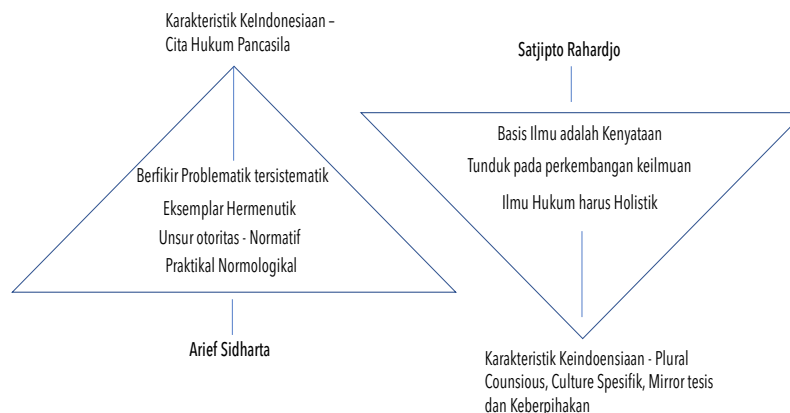 Karakteristik KeIndonesiaan –
Cita Hukum Pancasila
Berfikir Problematik tersistematik
Eksemplar Hermenutik
Unsur otoritas - Normatif
Praktikal Normologikal
Arief Sidharta
Satjipto Rahardjo
Basis Ilmu adalah Kenyataan
Tunduk pada perkembangan keilmuan
Ilmu Hukum harus Holistik
Karakteristik Keindoensiaan - Plural
Counsious, Culture Spesifik, Mirror tesis
dan Keberpihakan